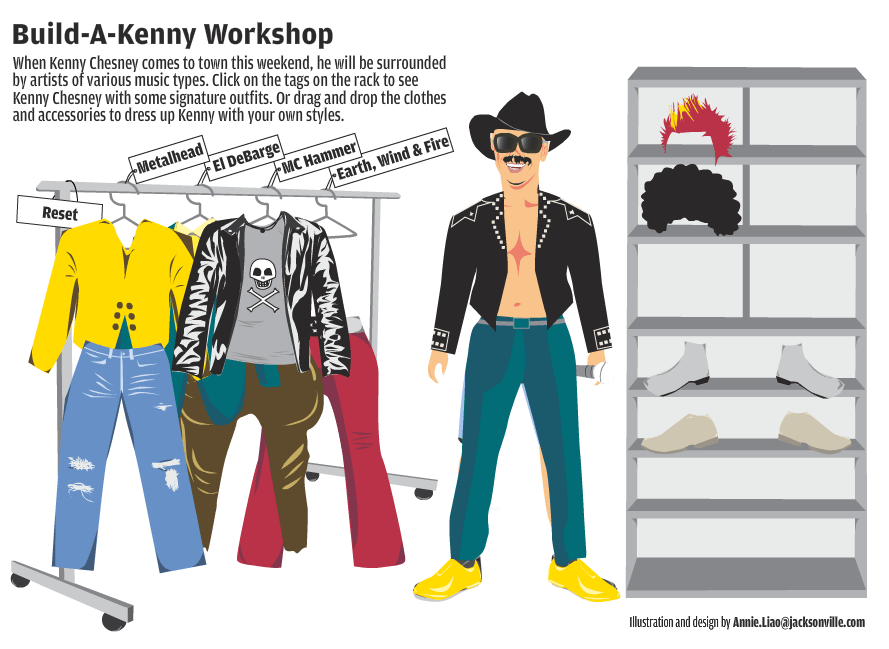 Build-A-Kenny Workshop
When Kenny Chesney comes to town this weekend, he will be surrounded
by artists of various music types. Click on the tags on the rack to see
Kenny Chesney with some signature outfits. Or drag and drop the clothes
and accessories to dress up Kenny with your own styles.
Metalhead
El DeBarge
MC Hammer
Earth, Wind & Fire
Reset
Illustration and design by Annie.Liao@jacksonville.com